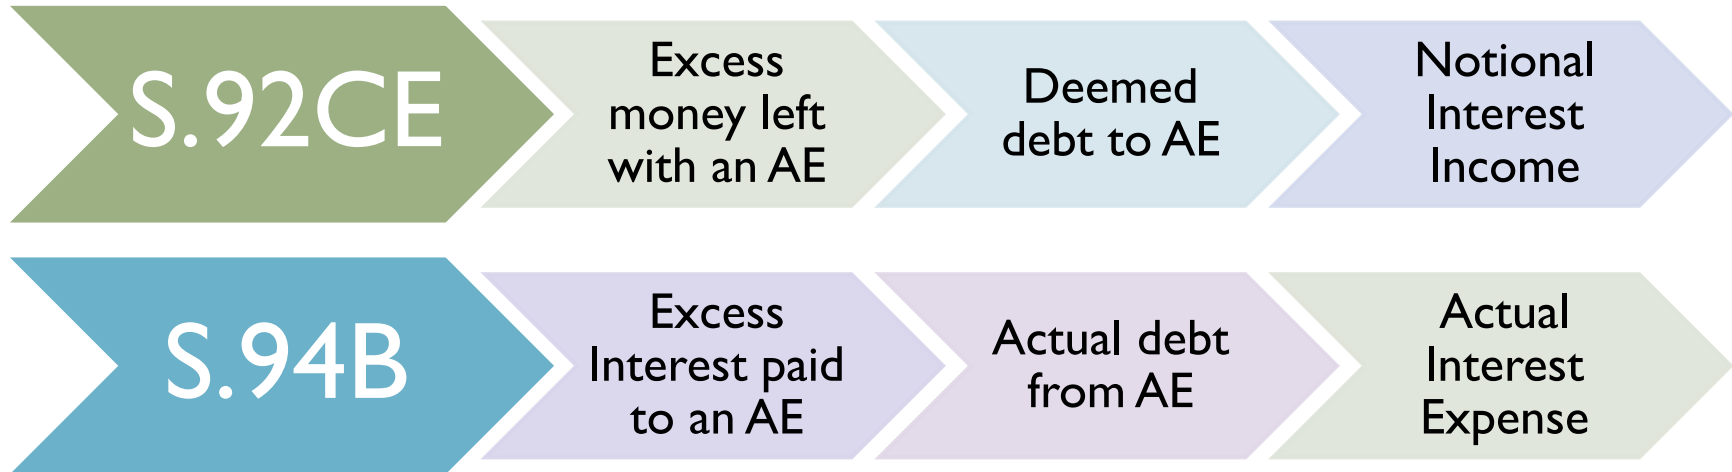 S.92CE
Excess
money left
with an AE
Deemed
debt to AE
Notional
Interest
Income
S.94B
Excess
Interest paid
to an AE
Actual debt
from AE
Actual
Interest
Expense